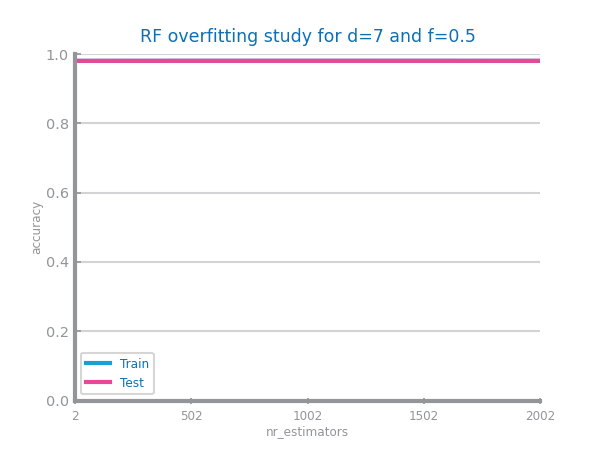 RF overfitting study for d=7 and f=0.5
1.0
0.8
0.6
0.4
0.2
0.0
accuracy
Train
Test
2 502 1002 1502 2002
nr_estimators